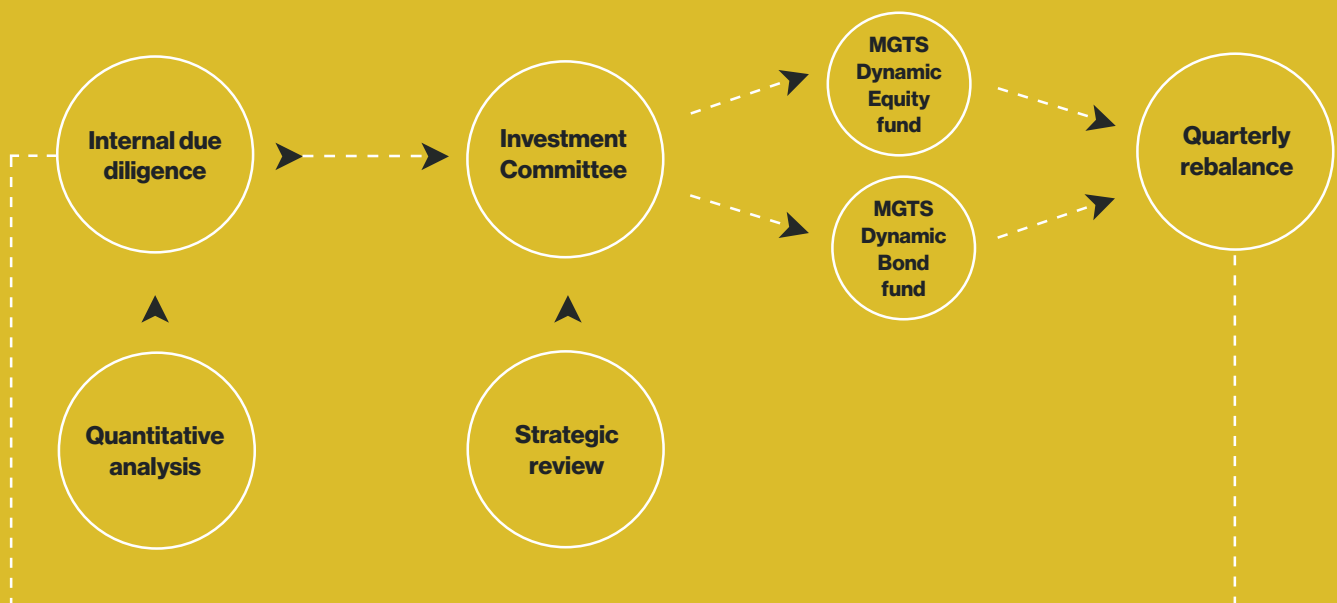 Internal due
diligence
Investment
Committee
MGTS
Dynamic
Equity
fund
MGTS
Dynamic
Bond
fund
Quarterly
rebalance
Quantitative
analysis
Strategic
review